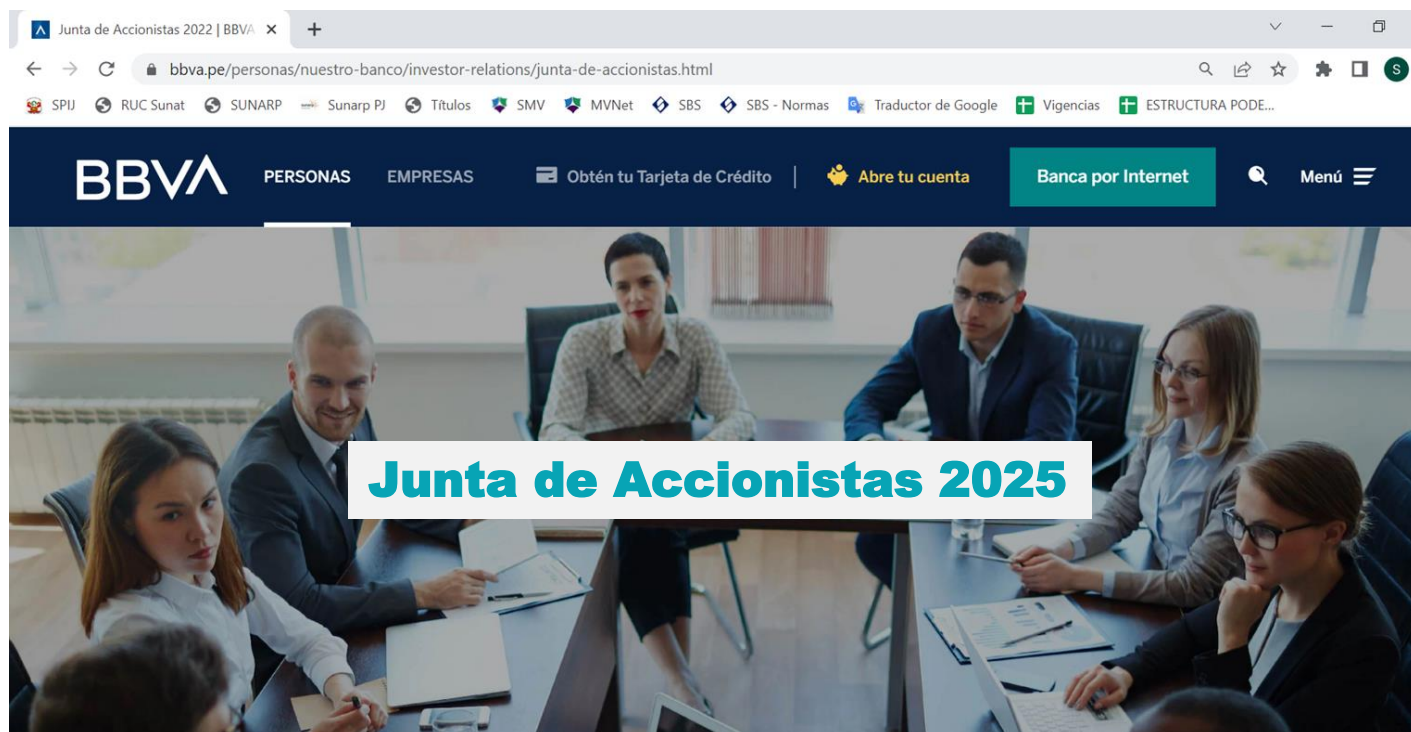 Junta de Accionistas 2022 | BBVA
bbva.pe/personas/nuestro-banco/investor-relations/junta-de-accionistas.html
S
SPIJ RUC Sunat SUNARP Sunarp PJ Títulos SMV MVNet SBS SBS - Normas Traductor de Google Vigencias ESTRUCTURA PODE...
BBVA PERSONAS EMPRESAS Obtén tu Tarjeta de Crédito | Abre tu cuenta Banca por Internet Menú
Junta de Accionistas 2025